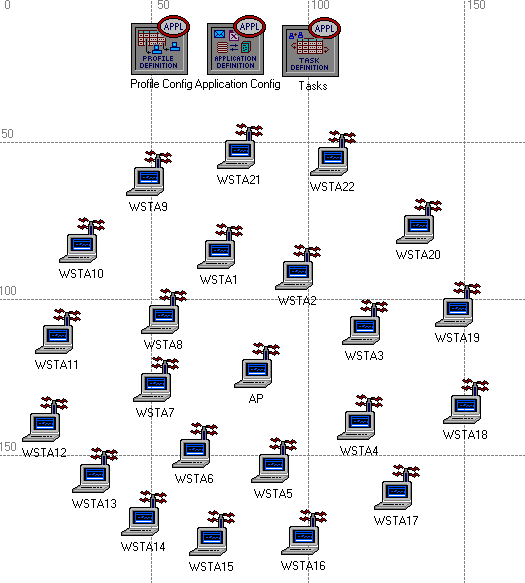 0 50 100 150
APPL APPL APPL
PROFILE DEFINITION APPLICATION DEFINITION TASK DEFINITION
Profile Config Application Config Tasks
50
WSTA21
WSTA22
WSTA9
WSTA20
WSTA10
WSTA1
WSTA2
100
WSTA19
WSTA8
WSTA3
WSTA11
AP
WSTA7
WSTA18
150
WSTA12
WSTA4
WSTA6
WSTA5
WSTA13
WSTA17
WSTA14
WSTA15
WSTA16